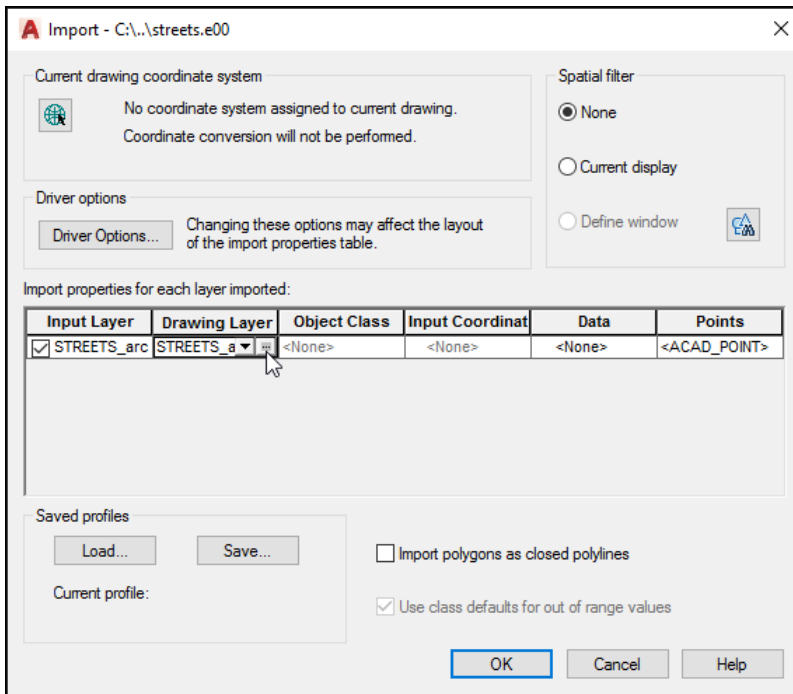 Import - C:\..\streets.e00
Current drawing coordinate system
No coordinate system assigned to current drawing.
Coordinate conversion will not be performed.
Spatial filter
None
Current display
Define window
Driver options
Driver Options...
Changing these options may affect the layout
of the import properties table.
Import properties for each layer imported:
Input Layer Drawing Layer Object Class Input Coordinat Data Points
STREETS_arc STREETS_a ... <None> <None> <None> <ACAD_POINT>
Saved profiles
Load... Save...
Current profile:
Import polygons as closed polylines
Use class defaults for out of range values
OK Cancel Help